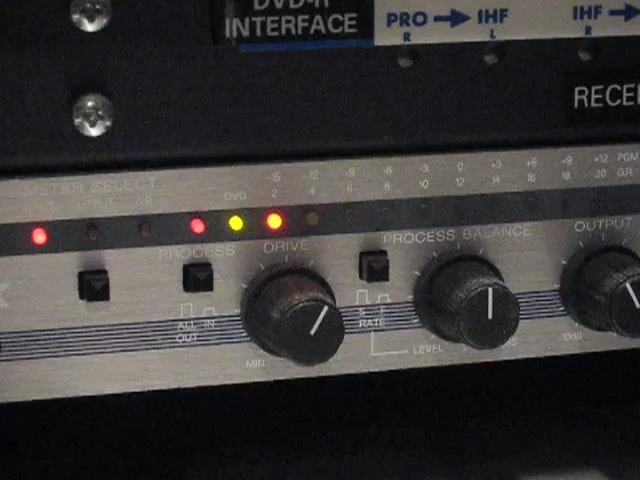 DVD-R
INTERFACE
PRO → IHF
R L
IHF →
R
RECE
METER SELECT
-15 -12 -9 -6 -3 0 +3 +6 +9 +12 PGM
DVG 2 4 6 8 10 12 14 16 18 20 G.R.
PROCESS
DRIVE
PROCESS BALANCE
OUTPUT
ALL IN
OUT
S F
RATE
MIN
LEVEL